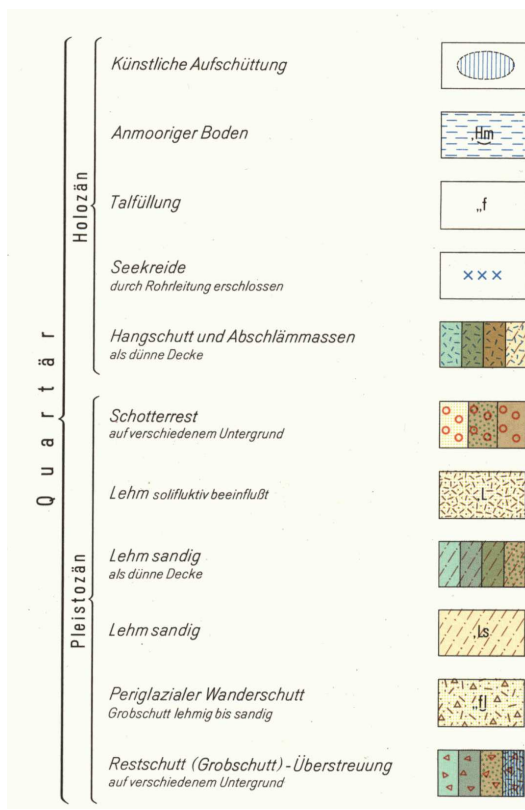 Quartär
Holozän
Künstliche Aufschüttung
Anmooriger Boden
,Hm
Talfüllung
,,f
Seekreide
durch Rohrleitung erschlossen
×××
Hangschutt und Abschlämmassen
als dünne Decke
Pleistozän
Schotterrest
auf verschiedenem Untergrund
Lehm solifluktiv beeinflußt
,L
Lehm sandig
als dünne Decke
Lehm sandig
,Ls
Periglazialer Wanderschutt
Grobschutt lehmig bis sandig
Restschutt (Grobschutt) - Überstreuung
auf verschiedenem Untergrund